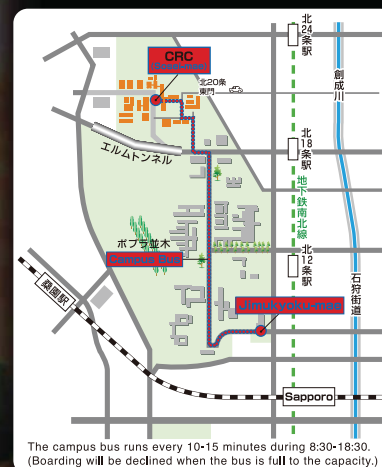 北24条駅
創成川
CRC
(Sosei-mae)
北20条
東門
北18条駅
エルムトンネル
地下鉄南北線
ポプラ並木
Campus Bus
北12条駅
石狩街道
桑園駅
Jimukyoku-mae
Sapporo
The campus bus runs every 10-15 minutes during 8:30-18:30.
(Boarding will be declined when the bus is full to the capacity.)